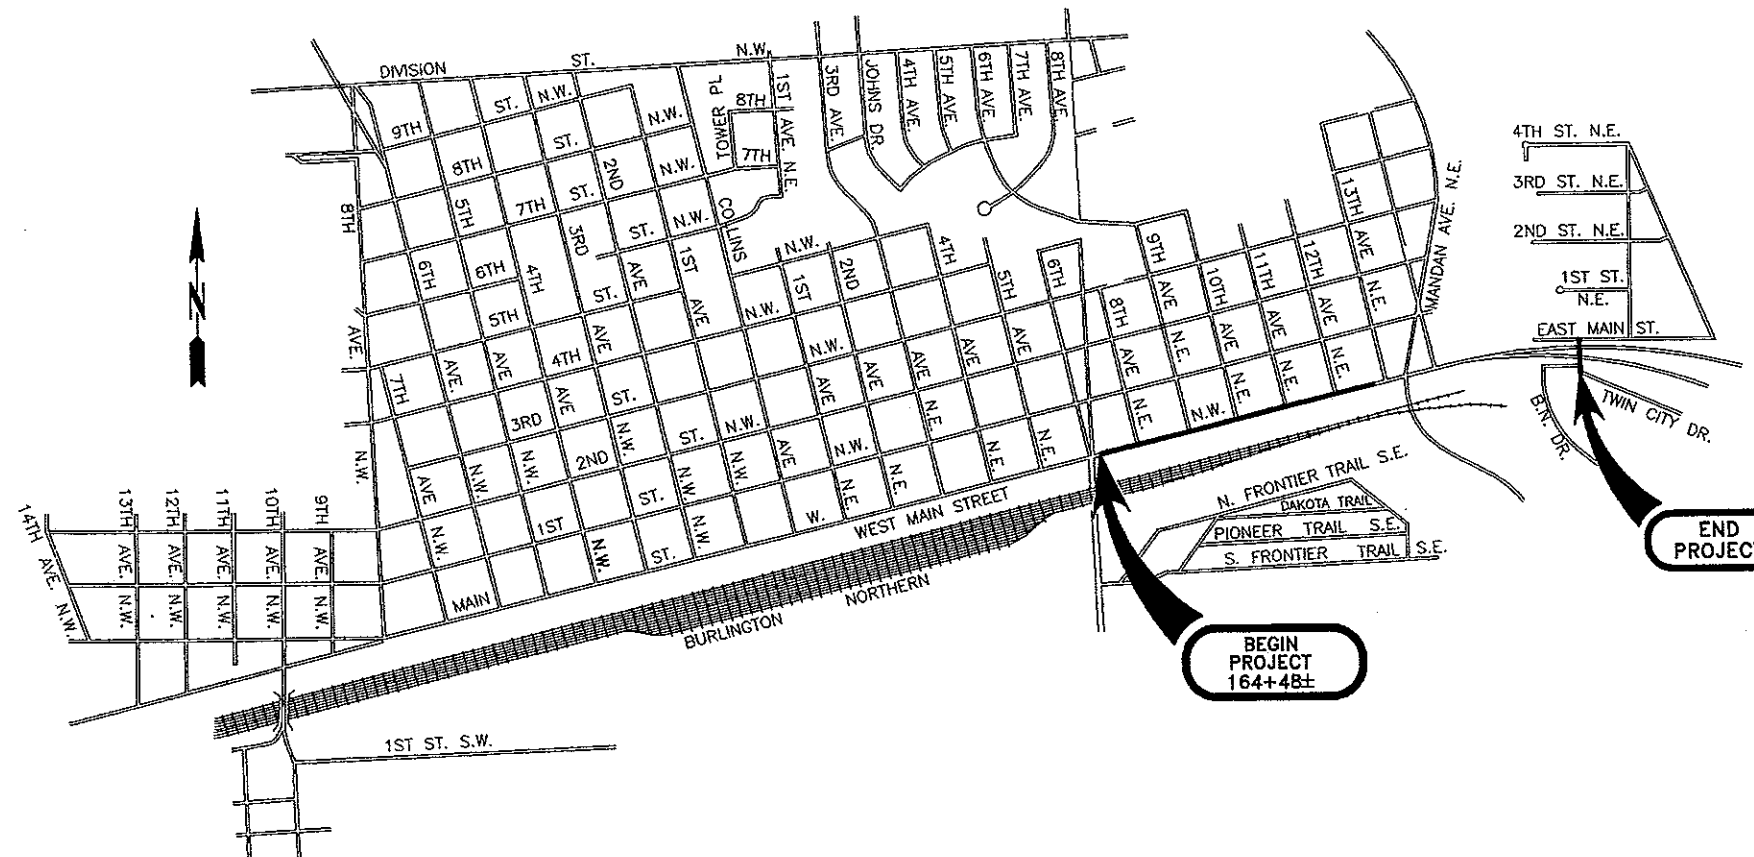 DIVISION ST. N.W.
9TH ST. N.W.
8TH ST. N.W.
7TH ST. N.W.
6TH ST. N.W.
5TH ST. N.W.
4TH ST. N.W.
3RD ST. N.W.
2ND ST. N.W.
1ST ST. W.
MAIN
WEST MAIN STREET
BURLINGTON NORTHERN
1ST ST. S.W.
14TH AVE. N.W.
13TH AVE. N.W.
12TH AVE. N.W.
11TH AVE. N.W.
10TH AVE. N.W.
9TH AVE. N.W.
8TH AVE. N.W.
7TH AVE N.W.
6TH AVE. N.W.
5TH AVE N.W.
4TH AVE N.W.
3RD AVE N.W.
2ND AVE N.W.
1ST AVE N.W.
COLLINS AVE
TOWER PL
8TH
7TH
1ST AVE. N.E.
3RD AVE.
JOHNS DR.
4TH AVE.
5TH AVE.
6TH AVE.
7TH AVE.
8TH AVE.
1ST AVE N.E.
2ND AVE N.E.
4TH AVE N.E.
5TH AVE N.E.
6TH
8TH AVE N.E.
9TH AVE N.E.
10TH AVE N.E.
11TH AVE N.E.
12TH AVE N.E.
13TH AVE N.E.
N.W.
MANDAN AVE. N.E.
4TH ST. N.E.
3RD ST. N.E.
2ND ST. N.E.
1ST ST.
N.E.
EAST MAIN ST.
TWIN CITY DR.
B.N. DR.
N. FRONTIER TRAIL S.E.
DAKOTA TRAIL
PIONEER TRAIL S.E.
S. FRONTIER TRAIL S.E.
N
BEGIN
PROJECT
164+48±
END
PROJECT